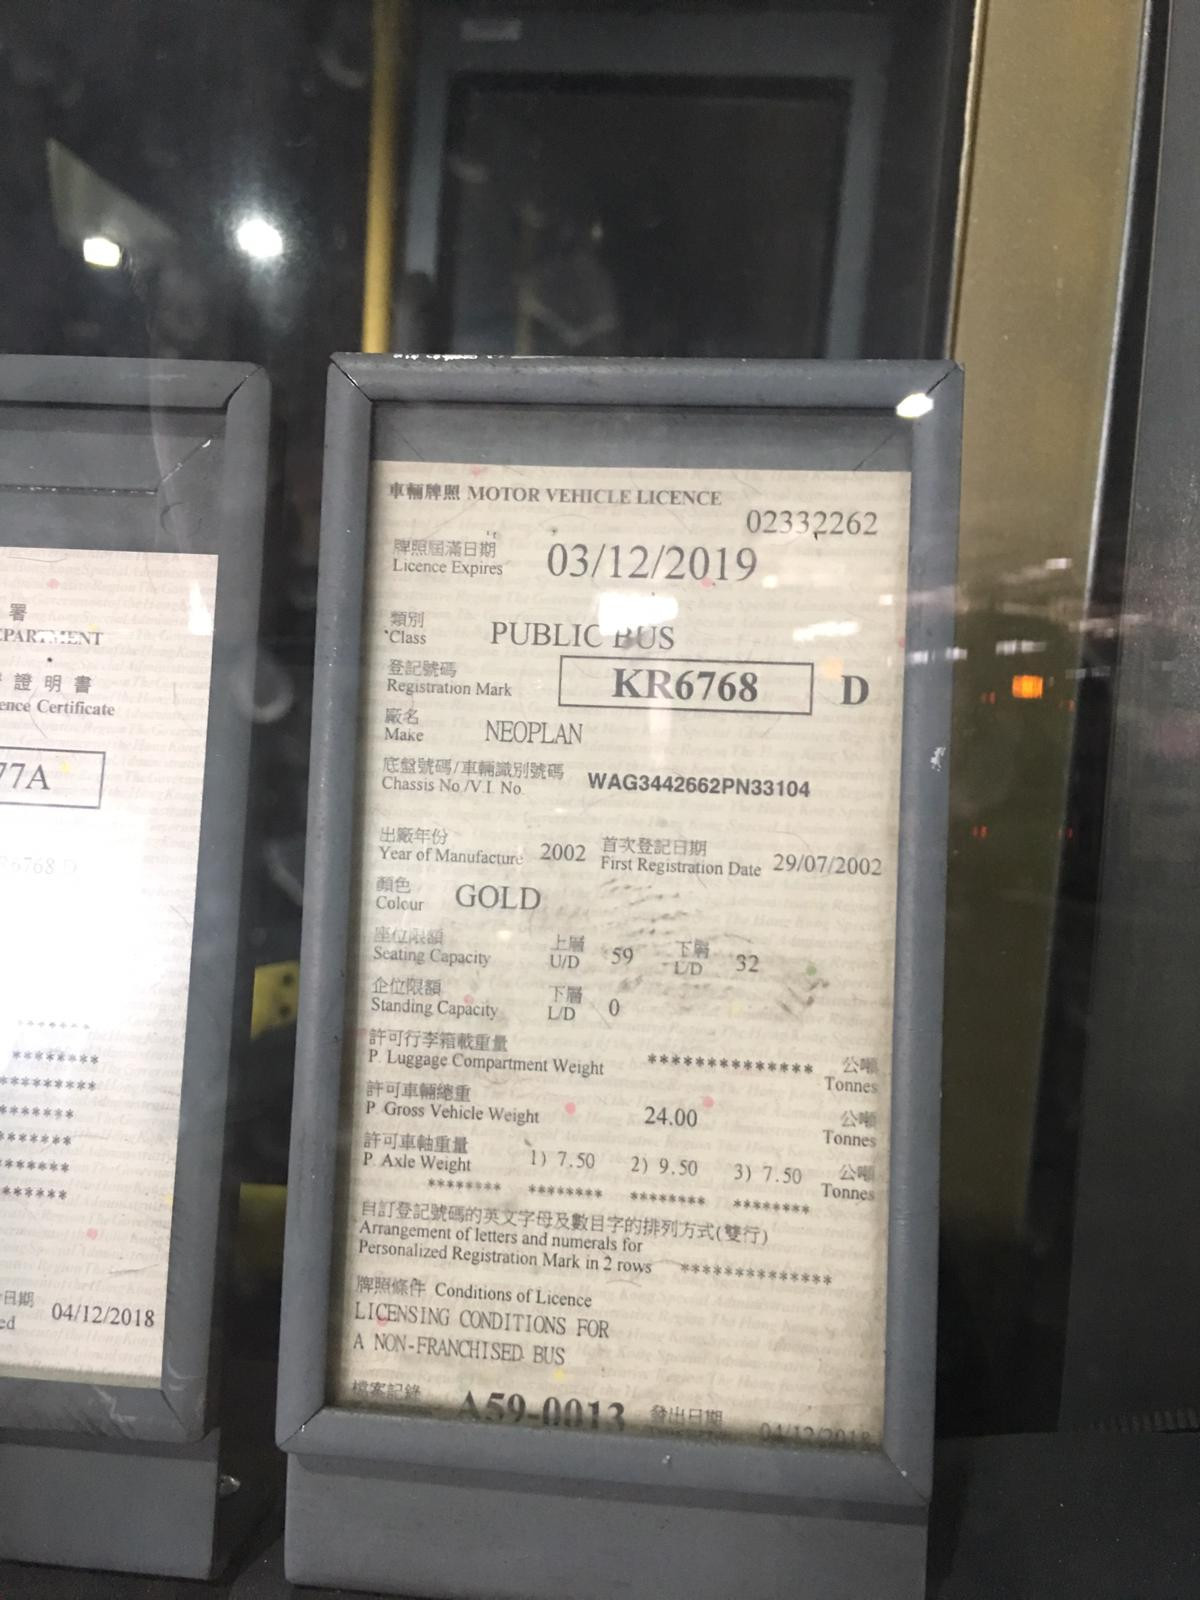 署
EPARTMENT
證明書
ence Certificate
77A
R6768 D
********
********
*******
*******
*******
*******
日期
ed
04/12/2018
車輛牌照 MOTOR VEHICLE LICENCE
02332262
牌照屆滿日期
Licence Expires 03/12/2019
類別
Class PUBLIC BUS
登記號碼
Registration Mark KR6768 D
廠名
Make NEOPLAN
底盤號碼/車輛識別號碼
Chassis No./V.I. No. WAG3442662PN33104
出廠年份 首次登記日期
Year of Manufacture 2002 First Registration Date 29/07/2002
顏色
Colour GOLD
座位限額 上層 下層
Seating Capacity U/D 59 L/D 32
企位限額 下層
Standing Capacity L/D 0
許可行李箱載重量 公噸
P. Luggage Compartment Weight ************** Tonnes
許可車輛總重 公噸
P. Gross Vehicle Weight 24.00 Tonnes
許可車軸重量 公噸
P. Axle Weight 1) 7.50 2) 9.50 3) 7.50 Tonnes
******** ******** ******** ********
自訂登記號碼的英文字母及數目字的排列方式(雙行)
Arrangement of letters and numerals for
Personalized Registration Mark in 2 rows **************
牌照條件 Conditions of Licence
LICENSING CONDITIONS FOR
A NON-FRANCHISED BUS
檔案記錄 A59-0013 發出日期 04/12/2018